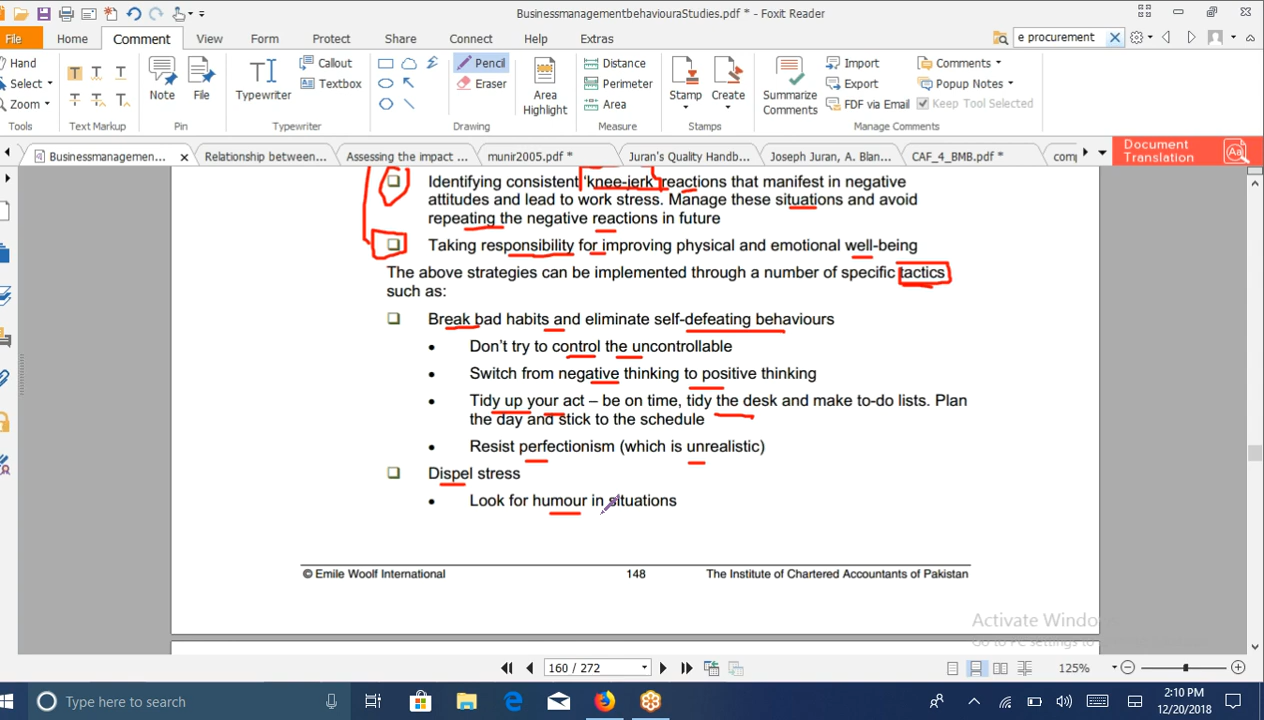 BusinessmanagementbehaviouraStudies.pdf * - Foxit Reader
File Home Comment View Form Protect Share Connect Help Extras
e procurement
Hand
Select
Zoom
Tools
T T T
T T T
Text Markup
Note File
Pin
Typewriter
Callout
Textbox
Typewriter
Pencil
Eraser
Area Highlight
Drawing
Distance
Perimeter
Area
Measure
Stamp Create
Stamps
Summarize Comments
Import
Export
FDF via Email
Comments
Popup Notes
Keep Tool Selected
Manage Comments
Businessmanagemen... Relationship between... Assessing the impact ... munir2005.pdf * Juran's Quality Handb... Joseph Juran, A. Blan... CAF_4_BMB.pdf *
Document Translation
Identifying consistent 'knee-jerk' reactions that manifest in negative
attitudes and lead to work stress. Manage these situations and avoid
repeating the negative reactions in future
Taking responsibility for improving physical and emotional well-being
The above strategies can be implemented through a number of specific tactics
such as:
Break bad habits and eliminate self-defeating behaviours
• Don't try to control the uncontrollable
• Switch from negative thinking to positive thinking
• Tidy up your act – be on time, tidy the desk and make to-do lists. Plan
the day and stick to the schedule
• Resist perfectionism (which is unrealistic)
Dispel stress
• Look for humour in situations
© Emile Woolf International 148 The Institute of Chartered Accountants of Pakistan
Activate Windo
160 / 272
125%
Type here to search
2:10 PM
12/20/2018